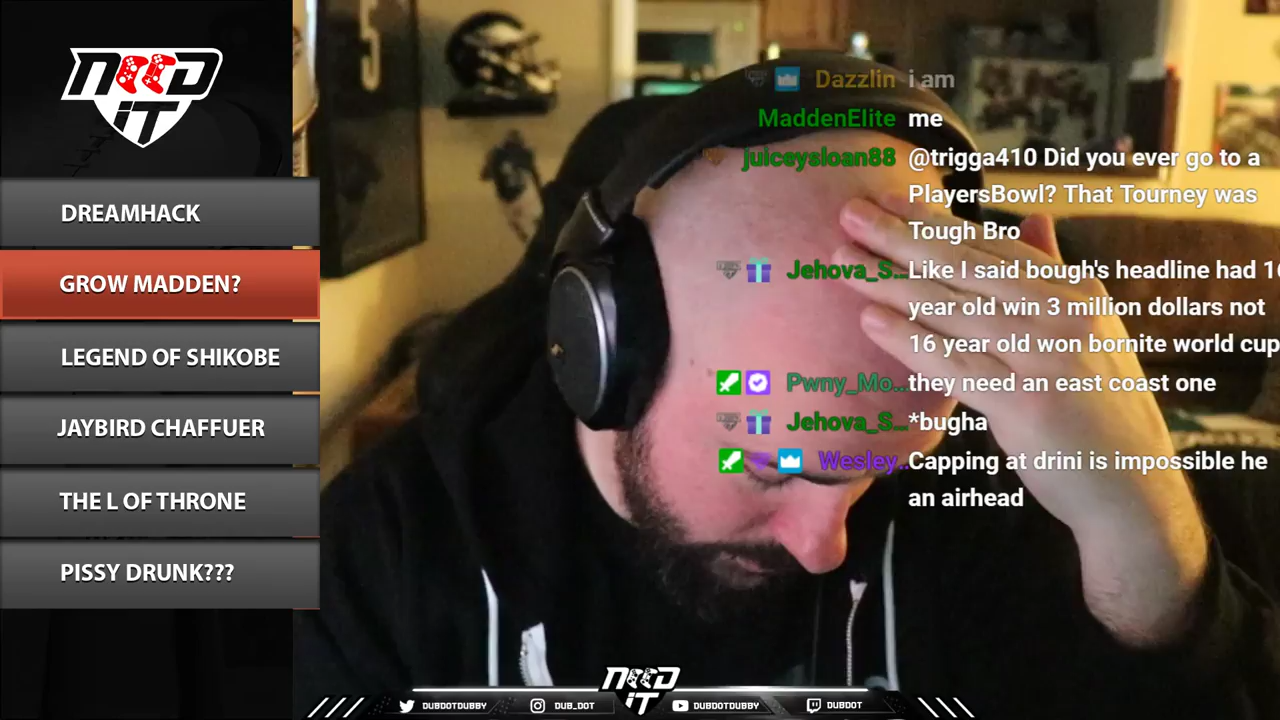 NEED
IT
DREAMHACK
GROW MADDEN?
LEGEND OF SHIKOBE
JAYBIRD CHAFFUER
THE L OF THRONE
PISSY DRUNK???
Dazzlin i am
MaddenElite me
juiceysloan88 @trigga410 Did you ever go to a
PlayersBowl? That Tourney was
Tough Bro
Jehova_S... Like I said bough's headline had 16
year old win 3 million dollars not
16 year old won bornite world cup
Pwny_Mo... they need an east coast one
Jehova_S... *bugha
Wesley... Capping at drini is impossible he
an airhead
NEED
IT
DUBDOTDUBBY DUB_DOT DUBDOTDUBBY DUBDOT